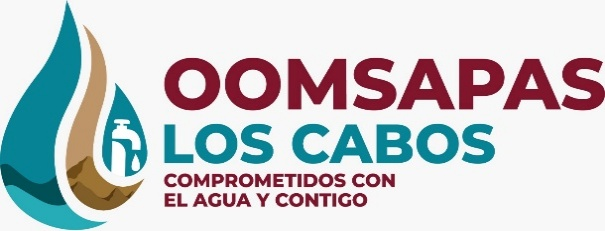 OOMSAPAS
LOS CABOS
COMPROMETIDOS CON
EL AGUA Y CONTIGO